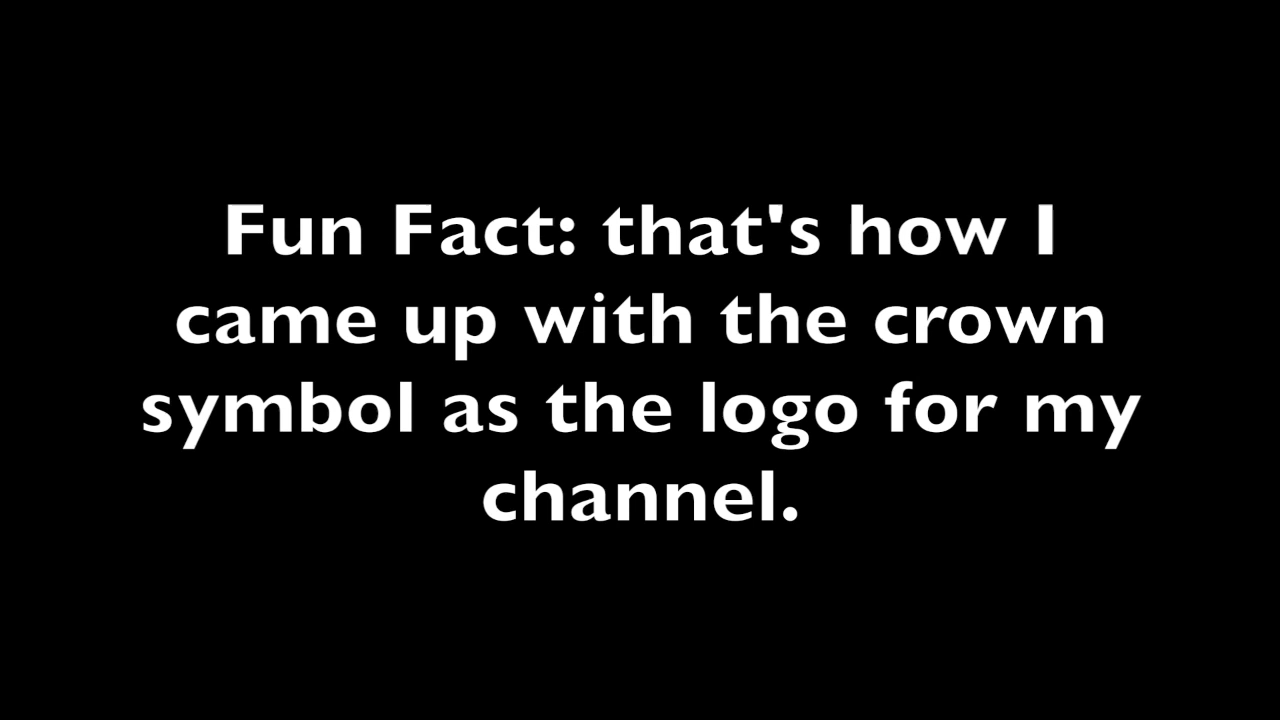 Fun Fact: that's how I
came up with the crown
symbol as the logo for my
channel.